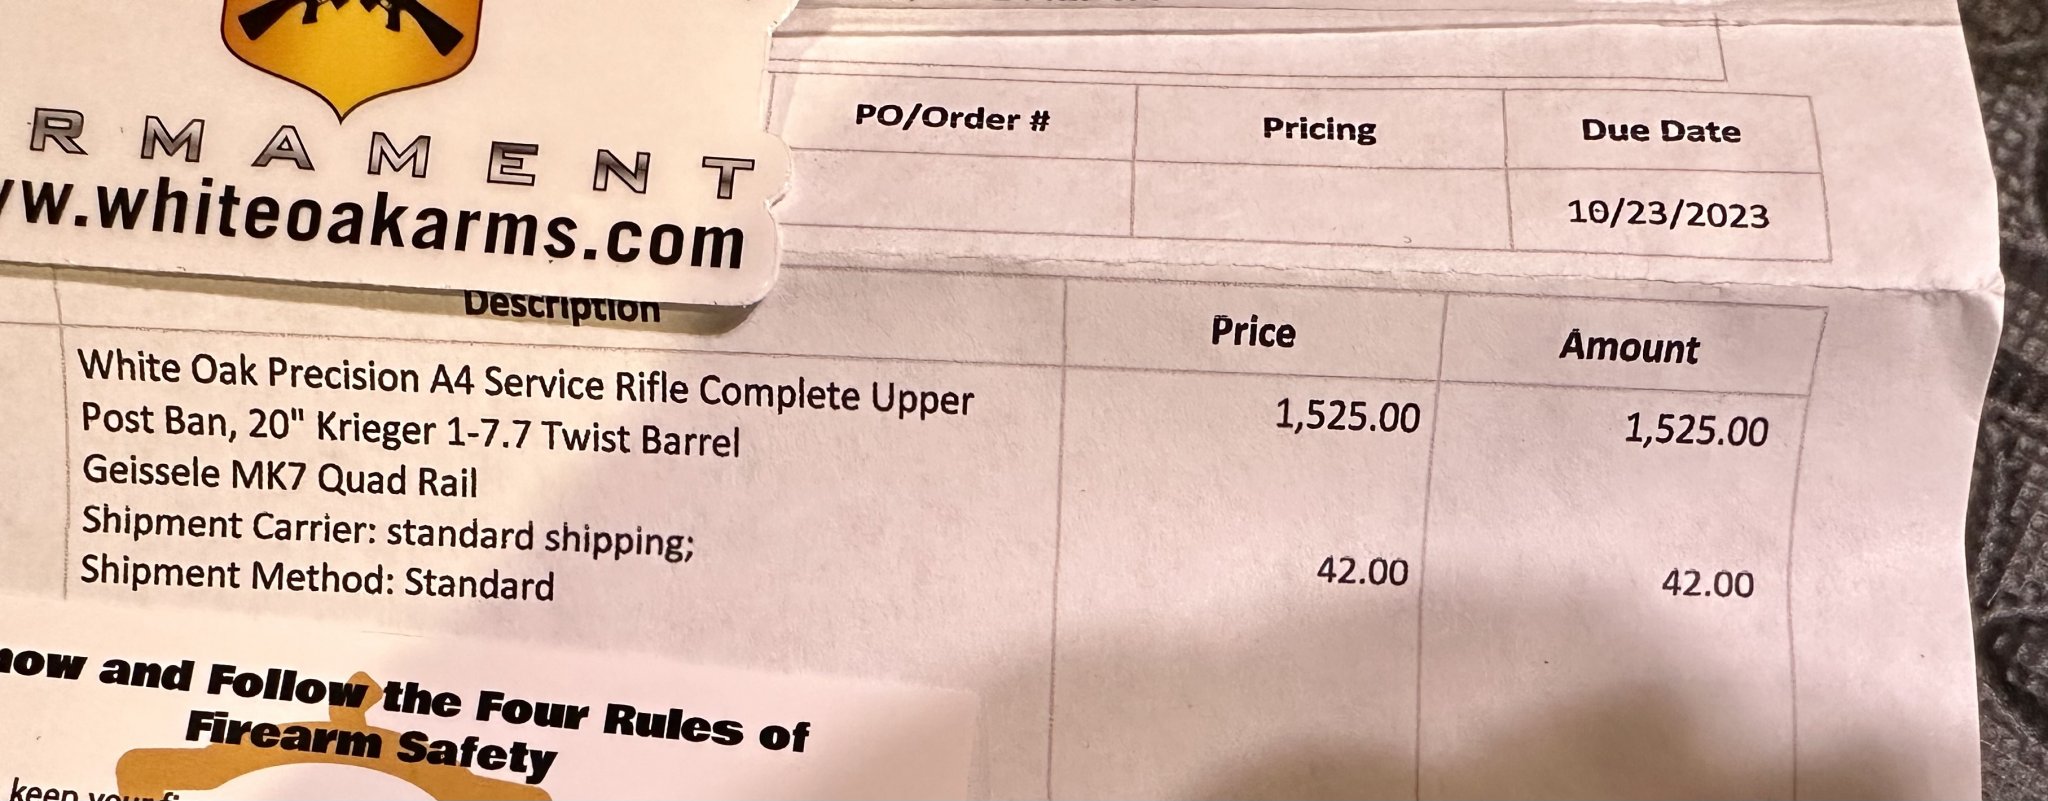 RMAMENT
w.whiteoakarms.com
PO/Order # Pricing Due Date
10/23/2023
Description Price Amount
White Oak Precision A4 Service Rifle Complete Upper 1,525.00 1,525.00
Post Ban, 20" Krieger 1-7.7 Twist Barrel
Geissele MK7 Quad Rail
Shipment Carrier: standard shipping; 42.00 42.00
Shipment Method: Standard
now and Follow the Four Rules of
Firearm Safety
keep your